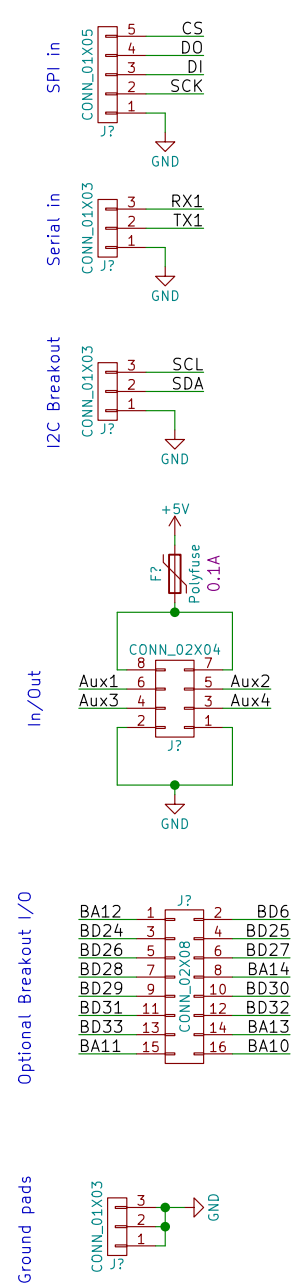 SPI in
CONN_01X05
5 CS
4 DO
3 DI
2 SCK
1
J?
GND
Serial in
CONN_01X03
3 RX1
2 TX1
1
J?
GND
I2C Breakout
CONN_01X03
3 SCL
2 SDA
1
J?
GND
+5V
F?
Polyfuse
0.1A
In/Out
CONN_02X04
8 7
Aux1 6 5 Aux2
Aux3 4 3 Aux4
2 1
J?
GND
Optional Breakout I/O
J?
CONN_02X08
BA12 1 2 BD6
BD24 3 4 BD25
BD26 5 6 BD27
BD28 7 8 BA14
BD29 9 10 BD30
BD31 11 12 BD32
BD33 13 14 BA13
BA11 15 16 BA10
Ground pads
CONN_01X03
3
2
1
J?
GND